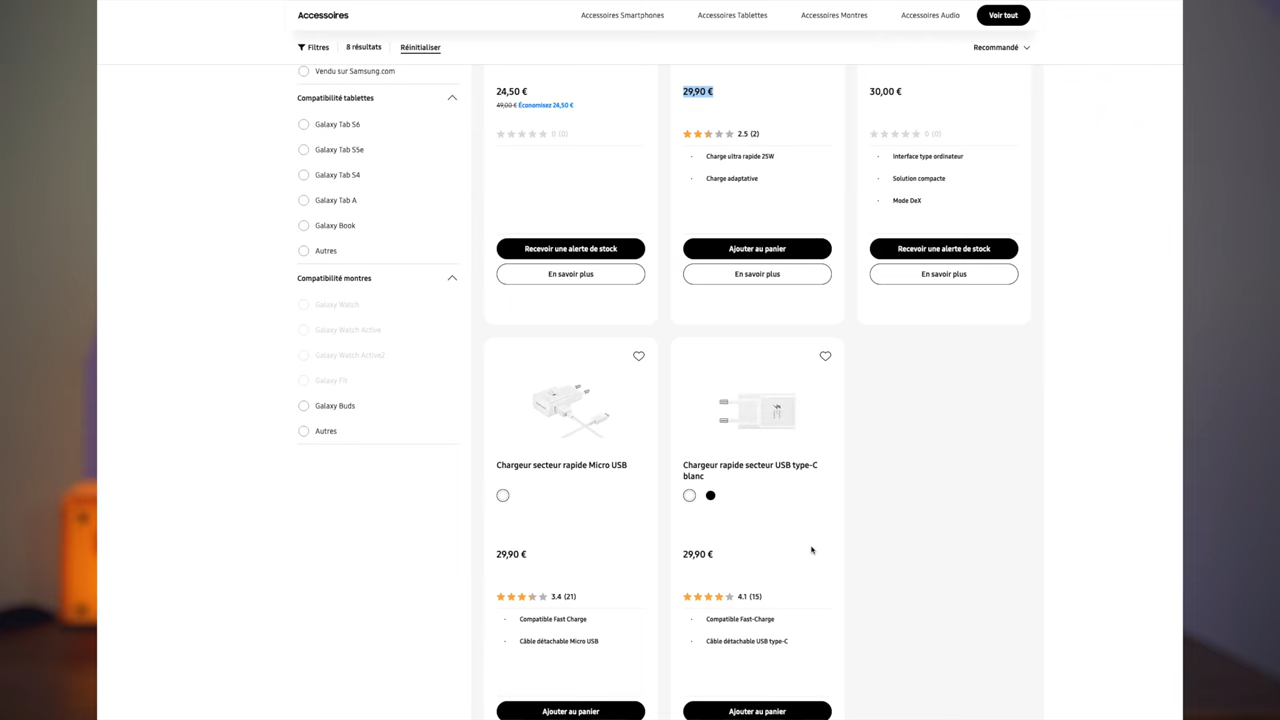 Accessoires
Accessoires Smartphones
Accessoires Tablettes
Accessoires Montres
Accessoires Audio
Voir tout
Filtres
8 résultats
Réinitialiser
Recommandé
Vendu sur Samsung.com
Compatibilité tablettes
Galaxy Tab S6
Galaxy Tab S5e
Galaxy Tab S4
Galaxy Tab A
Galaxy Book
Autres
Compatibilité montres
Galaxy Watch
Galaxy Watch Active
Galaxy Watch Active2
Galaxy Fit
Galaxy Buds
Autres
24,50 €
49,00 € Économisez 24,50 €
0 (0)
Recevoir une alerte de stock
En savoir plus
29,90 €
2.5 (2)
· Charge ultra rapide 25W
· Charge adaptative
Ajouter au panier
En savoir plus
30,00 €
0 (0)
· Interface type ordinateur
· Solution compacte
· Mode DeX
Recevoir une alerte de stock
En savoir plus
Chargeur secteur rapide Micro USB
29,90 €
3.4 (21)
· Compatible Fast Charge
· Câble détachable Micro USB
Ajouter au panier
Chargeur rapide secteur USB type-C
blanc
29,90 €
4.1 (15)
· Compatible Fast-Charge
· Câble détachable USB type-C
Ajouter au panier